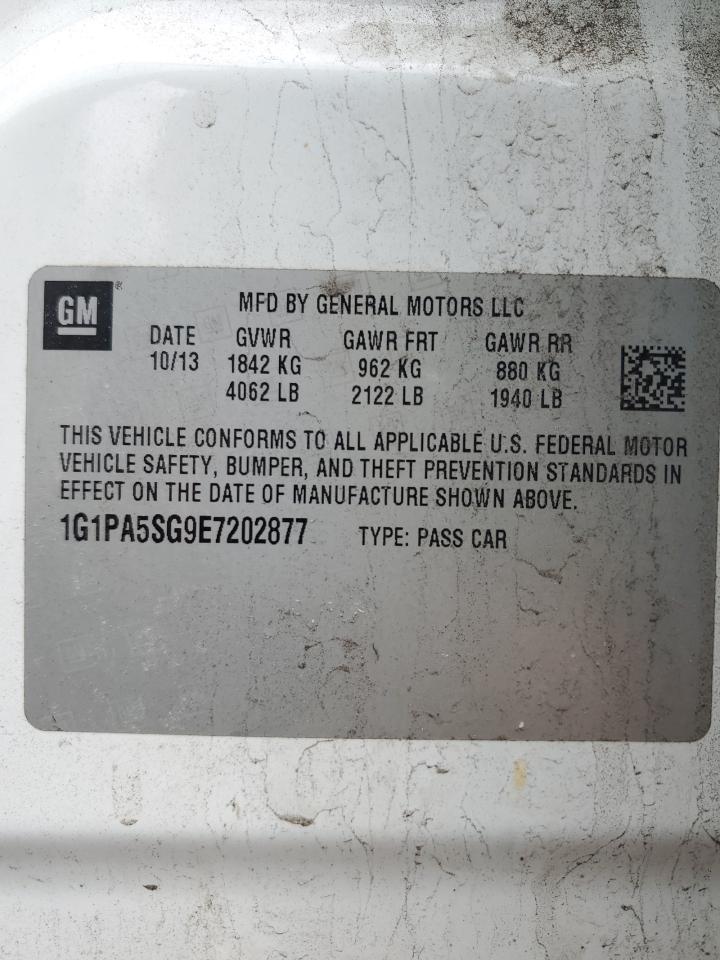 GM®
MFD BY GENERAL MOTORS LLC
DATE GVWR GAWR FRT GAWR RR
10/13 1842 KG 962 KG 880 KG
4062 LB 2122 LB 1940 LB
THIS VEHICLE CONFORMS TO ALL APPLICABLE U.S. FEDERAL MOTOR
VEHICLE SAFETY, BUMPER, AND THEFT PREVENTION STANDARDS IN
EFFECT ON THE DATE OF MANUFACTURE SHOWN ABOVE.
1G1PA5SG9E7202877 TYPE: PASS CAR